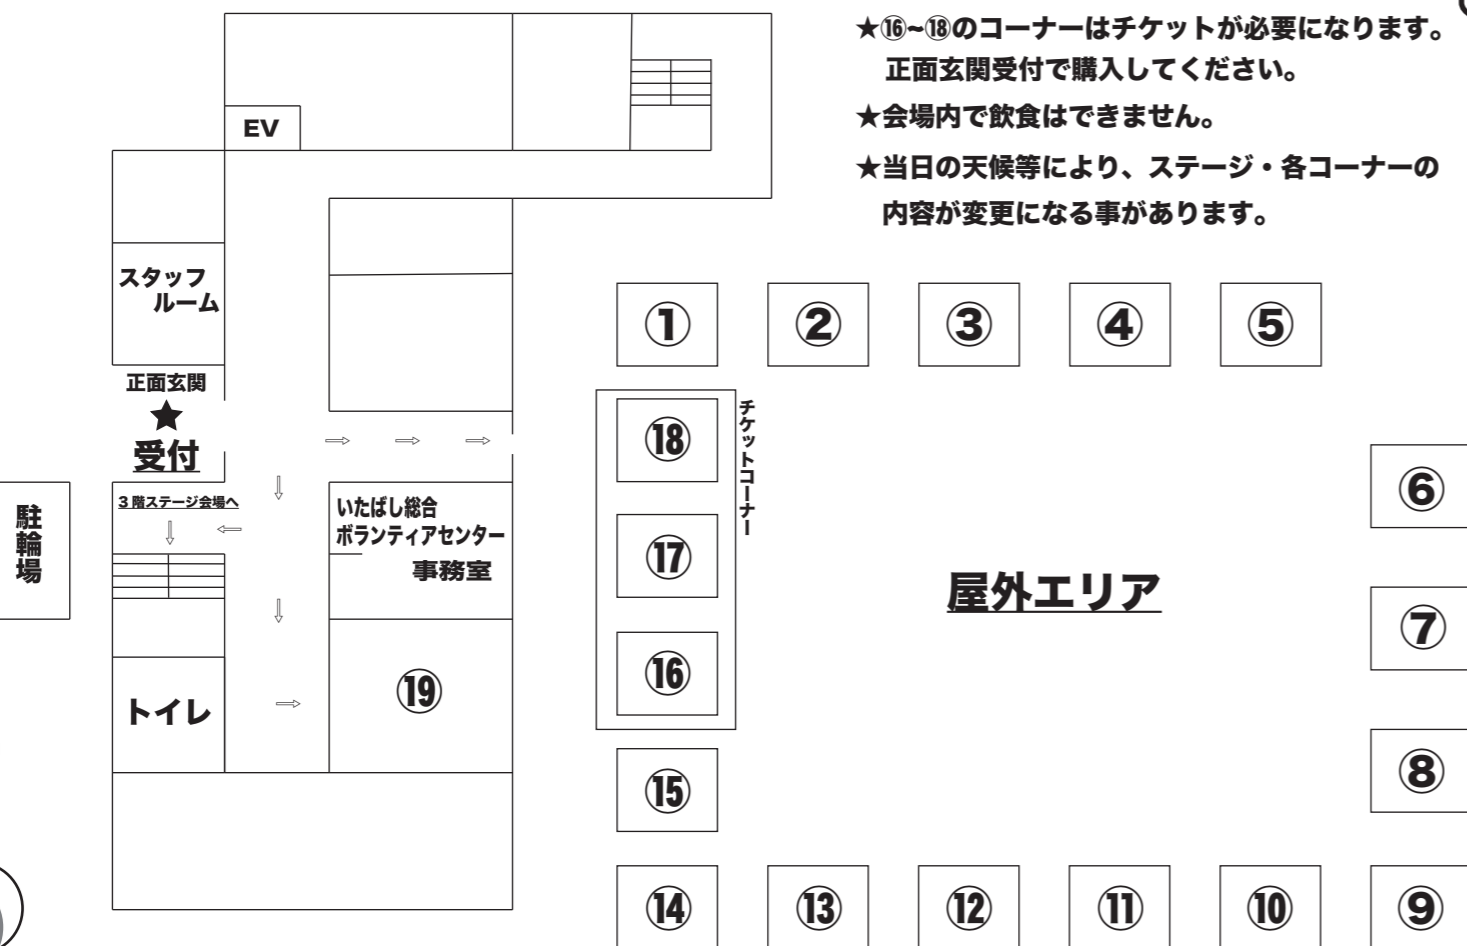 ★⑯~⑱のコーナーはチケットが必要になります。
正面玄関受付で購入してください。
★会場内で飲食はできません。
★当日の天候等により、ステージ・各コーナーの
内容が変更になる事があります。
EV
スタッフ
ルーム
正面玄関
★
受付
3階ステージ会場へ
駐輪場
いたばし総合
ボランティアセンター
事務室
トイレ
⑲
①
②
③
④
⑤
⑱
チケットコーナー
⑰
⑯
屋外エリア
⑥
⑦
⑧
⑮
⑭
⑬
⑫
⑪
⑩
⑨